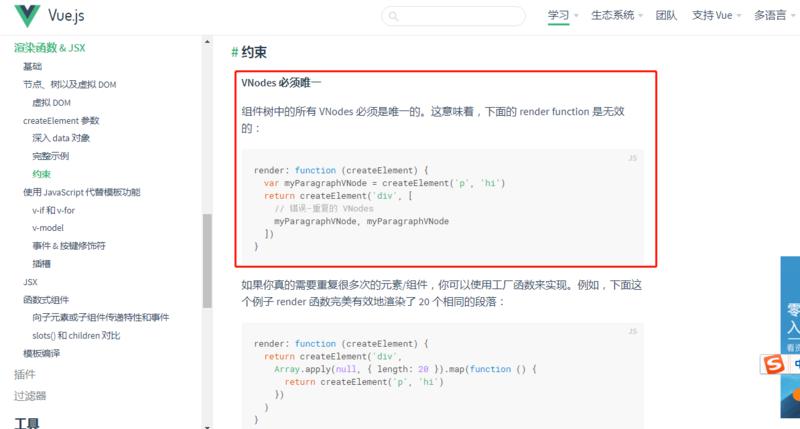 Vue.js
学习 生态系统 团队 支持 Vue 多语言
渲染函数 & JSX
基础
节点、树以及虚拟 DOM
虚拟 DOM
createElement 参数
深入 data 对象
完整示例
约束
使用 JavaScript 代替模板功能
v-if 和 v-for
v-model
事件 & 按键修饰符
插槽
JSX
函数式组件
向子元素或子组件传递特性和事件
slots() 和 children 对比
模板编译
插件
过滤器
工具
# 约束
VNodes 必须唯一
组件树中的所有 VNodes 必须是唯一的。这意味着，下面的 render function 是无效
的：
JS
render: function (createElement) {
var myParagraphVNode = createElement('p', 'hi')
return createElement('div', [
// 错误-重复的 VNodes
myParagraphVNode, myParagraphVNode
])
}
如果你真的需要重复很多次的元素/组件，你可以使用工厂函数来实现。例如，下面这
个例子 render 函数完美有效地渲染了 20 个相同的段落：
JS
render: function (createElement) {
return createElement('div',
Array.apply(null, { length: 20 }).map(function () {
return createElement('p', 'hi')
})
)
}
零
入
看
S